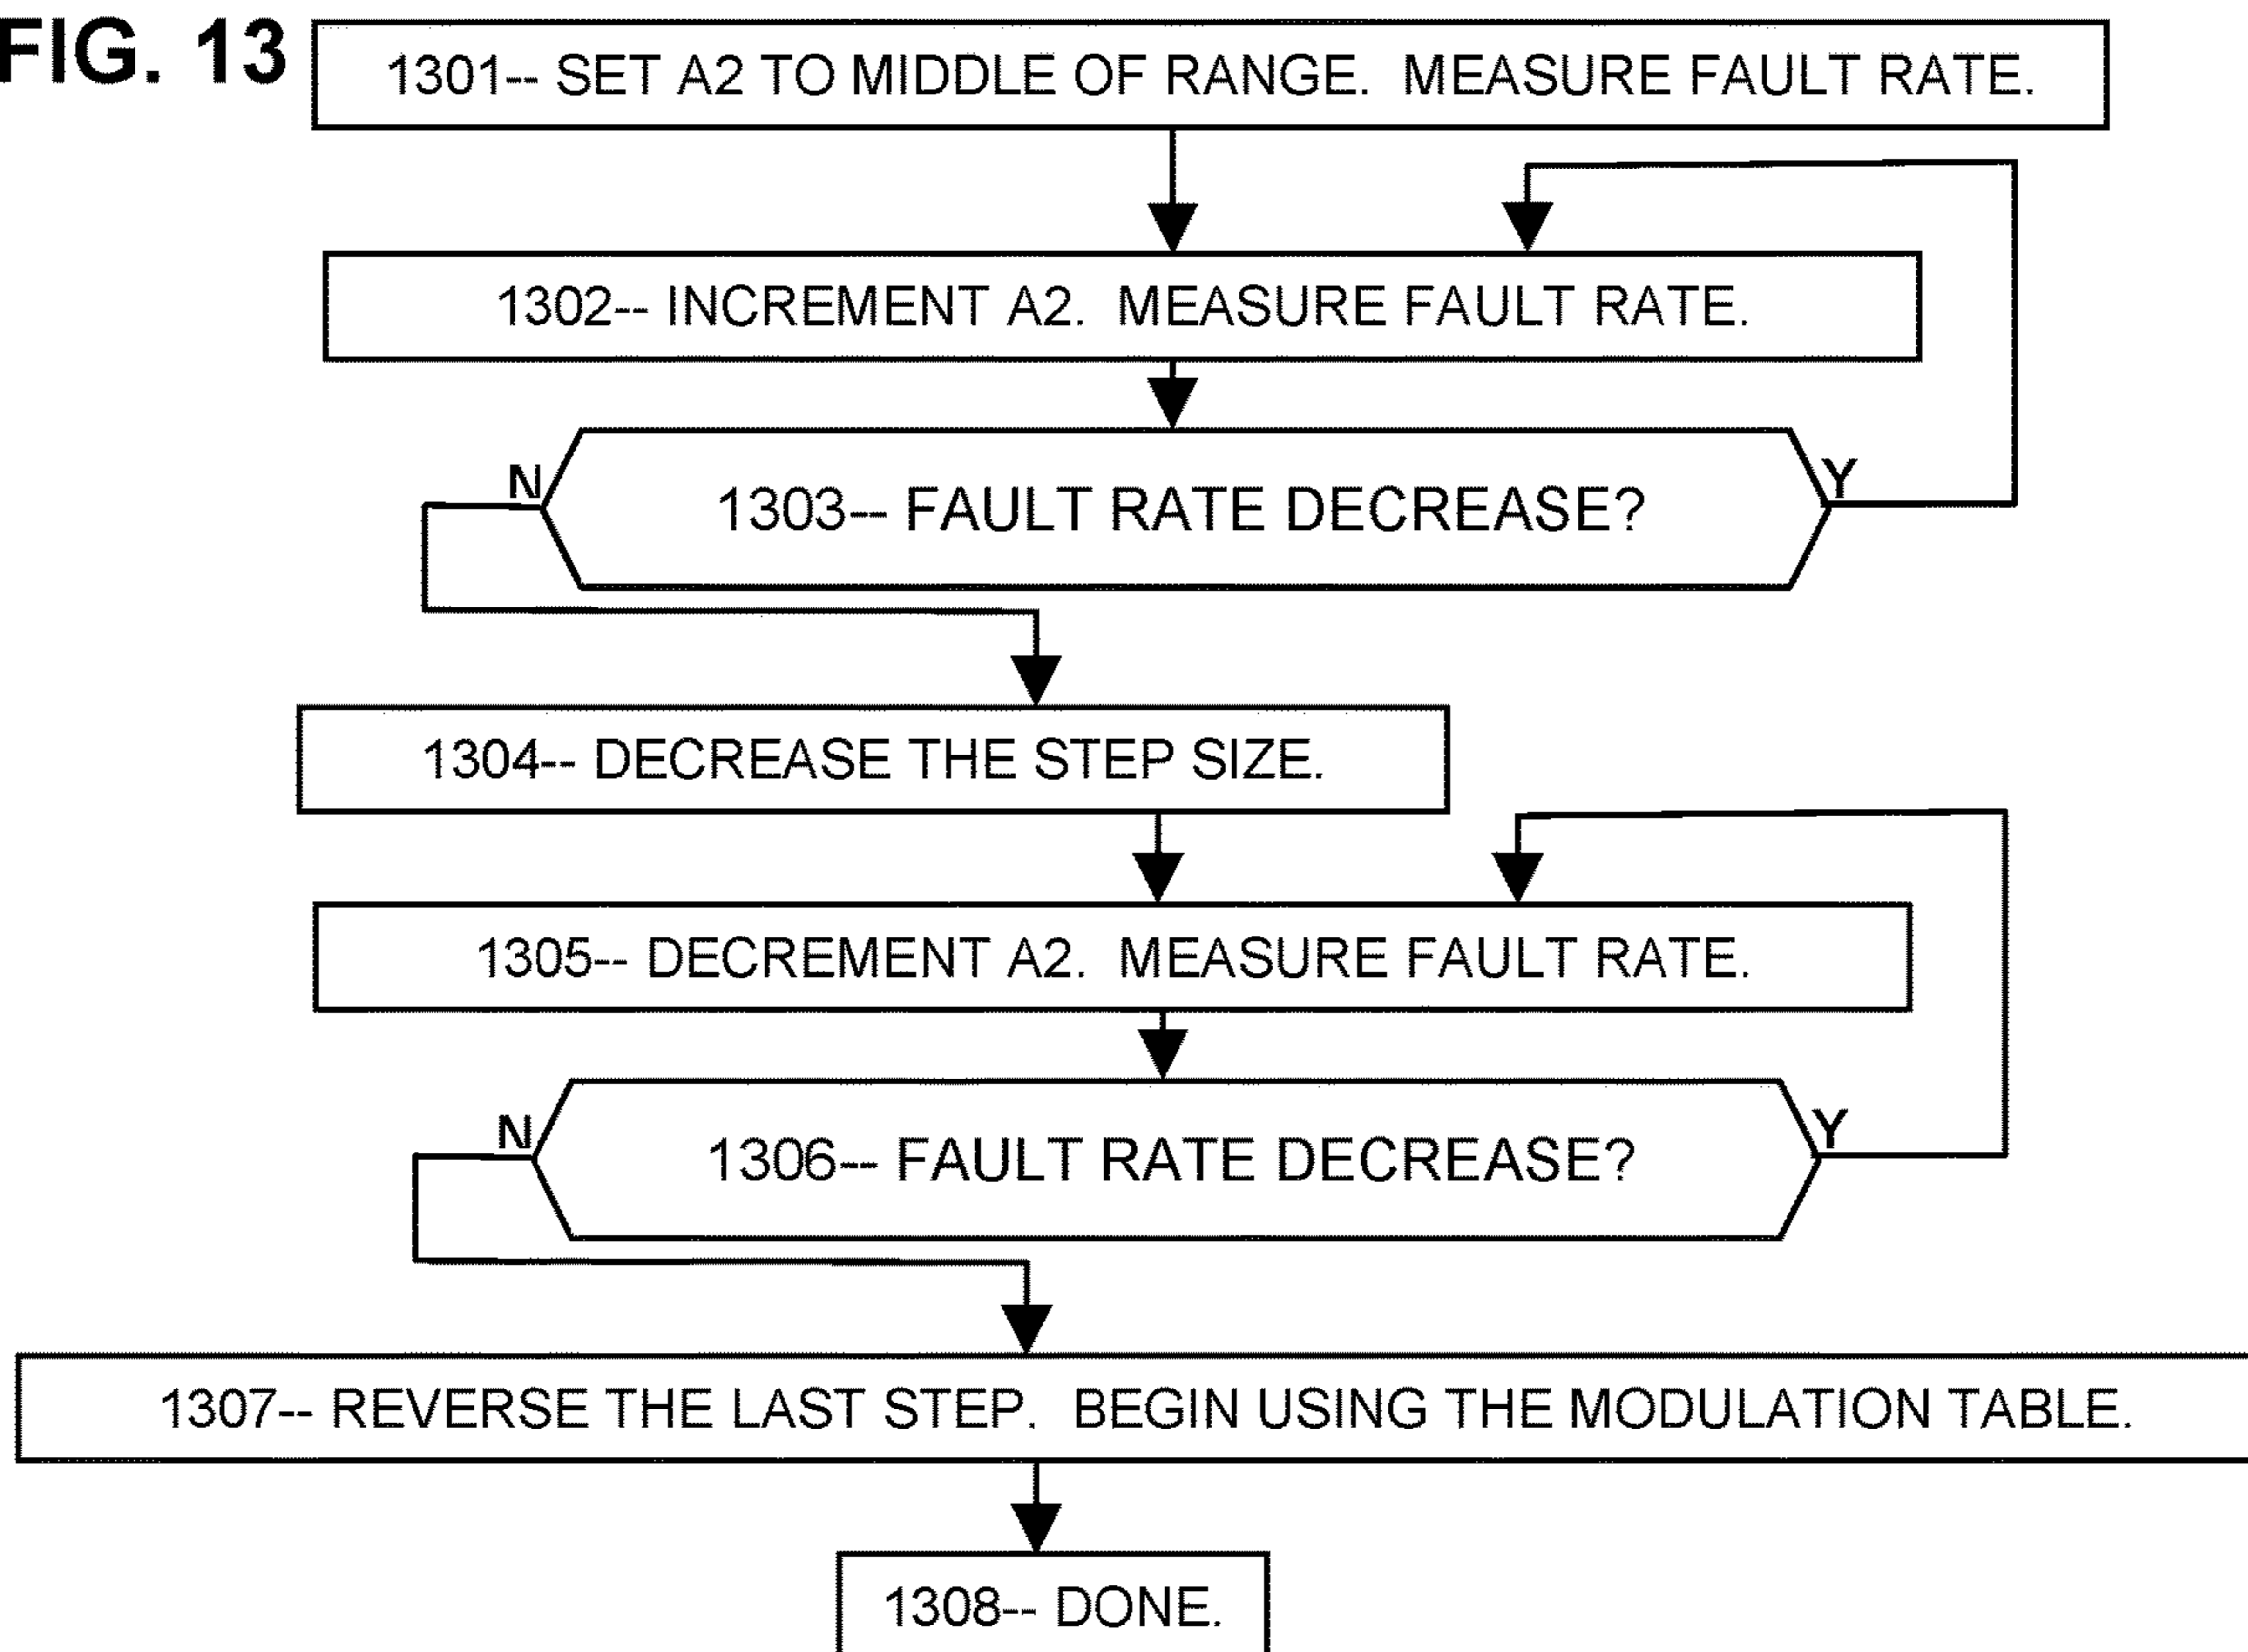 FIG. 13
1301-- SET A2 TO MIDDLE OF RANGE. MEASURE FAULT RATE.
1302-- INCREMENT A2. MEASURE FAULT RATE.
N
Y
1303-- FAULT RATE DECREASE?
1304-- DECREASE THE STEP SIZE.
1305-- DECREMENT A2. MEASURE FAULT RATE.
N
Y
1306-- FAULT RATE DECREASE?
1307-- REVERSE THE LAST STEP. BEGIN USING THE MODULATION TABLE.
1308-- DONE.